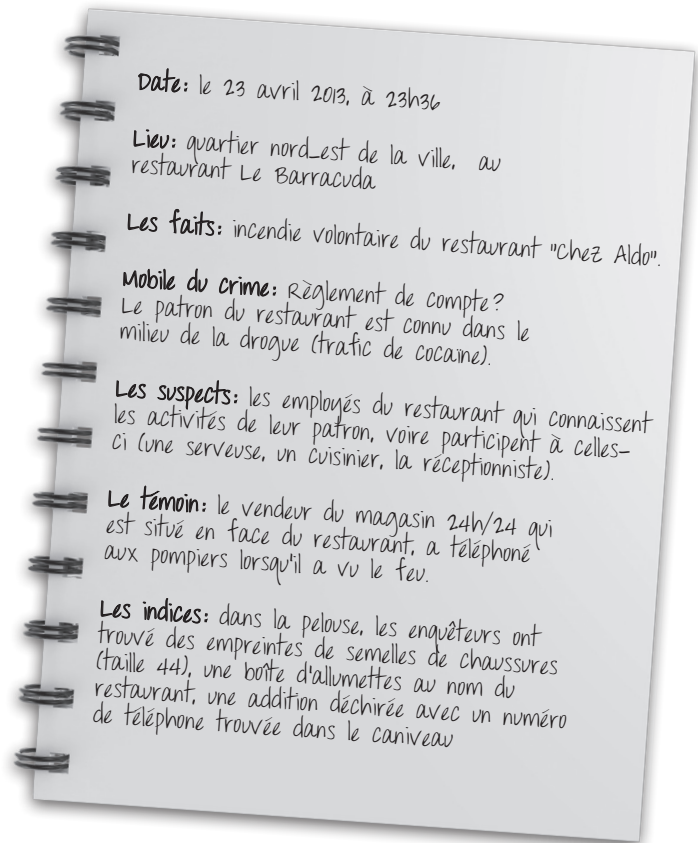 Date: le 23 avril 2013, à 23h36
Lieu: quartier nord_est de la ville, au
restaurant Le Barracuda
Les faits: incendie volontaire du restaurant "Chez Aldo".
Mobile du crime: Règlement de compte?
Le patron du restaurant est connu dans le
milieu de la drogue (trafic de cocaïne).
Les suspects: les employés du restaurant qui connaissent
les activités de leur patron, voire participent à celles-
ci (une serveuse, un cuisinier, la réceptionniste).
Le témoin: le vendeur du magasin 24h/24 qui
est situé en face du restaurant, a téléphoné
aux pompiers lorsqu'il a vu le feu.
Les indices: dans la pelouse, les enquêteurs ont
trouvé des empreintes de semelles de chaussures
(taille 44), une boîte d'allumettes au nom du
restaurant, une addition déchirée avec un numéro
de téléphone trouvée dans le caniveau